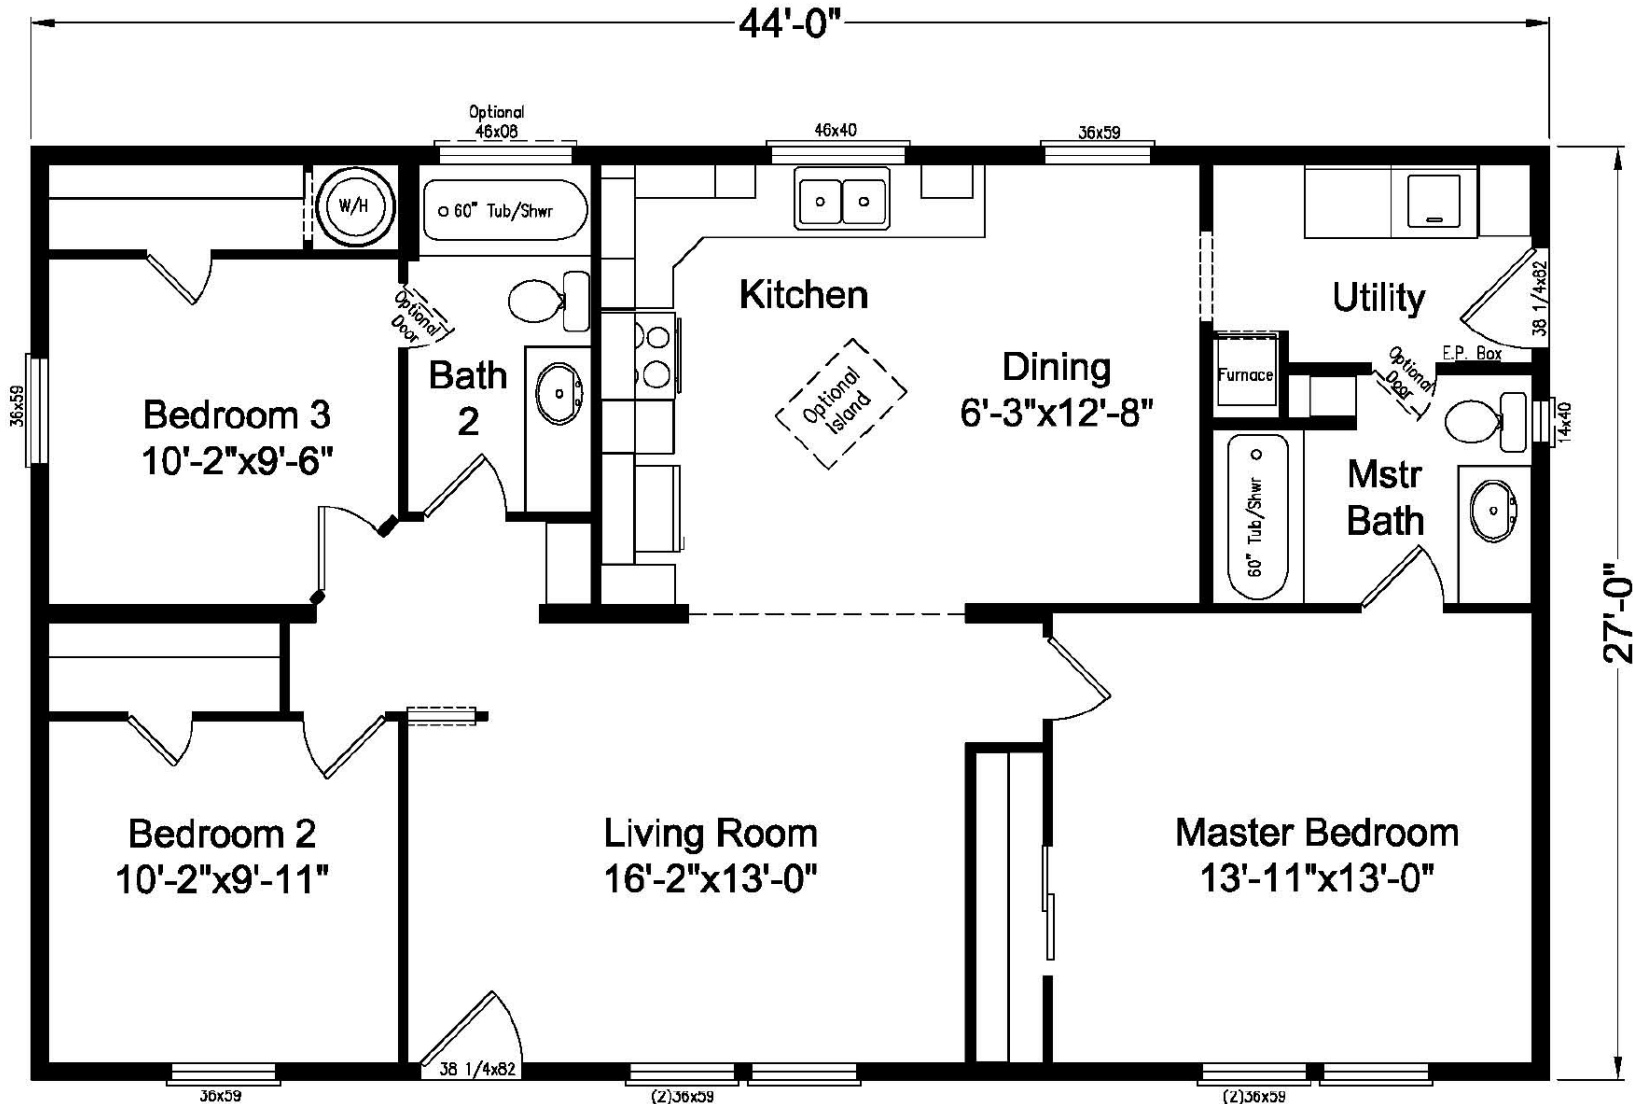 44'-0"
Optional
46x08
46x40
36x59
W/H
60" Tub/Shwr
Kitchen
Utility
38 1/4x82
Optional
Door
E.P. Box
Optional
Door
Furnace
Dining
6'-3"x12'-8"
Optional
Island
Bath
2
36x59
Bedroom 3
10'-2"x9'-6"
14x40
Mstr
Bath
60" Tub/Shwr
27'-0"
Bedroom 2
10'-2"x9'-11"
Living Room
16'-2"x13'-0"
Master Bedroom
13'-11"x13'-0"
38 1/4x82
36x59
(2)36x59
(2)36x59